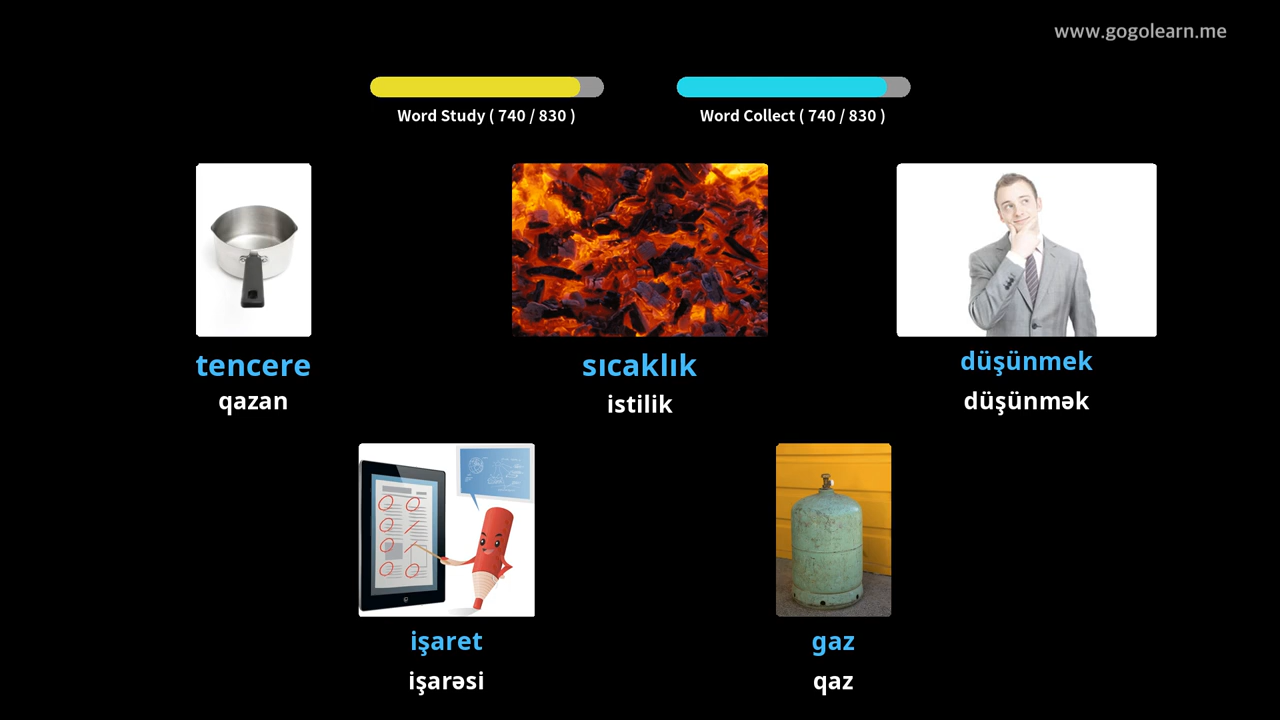 www.gogolearn.me
Word Study ( 740 / 830 )
Word Collect ( 740 / 830 )
tencere
qazan
sıcaklık
istilik
düşünmek
düşünmək
işaret
işarəsi
gaz
qaz